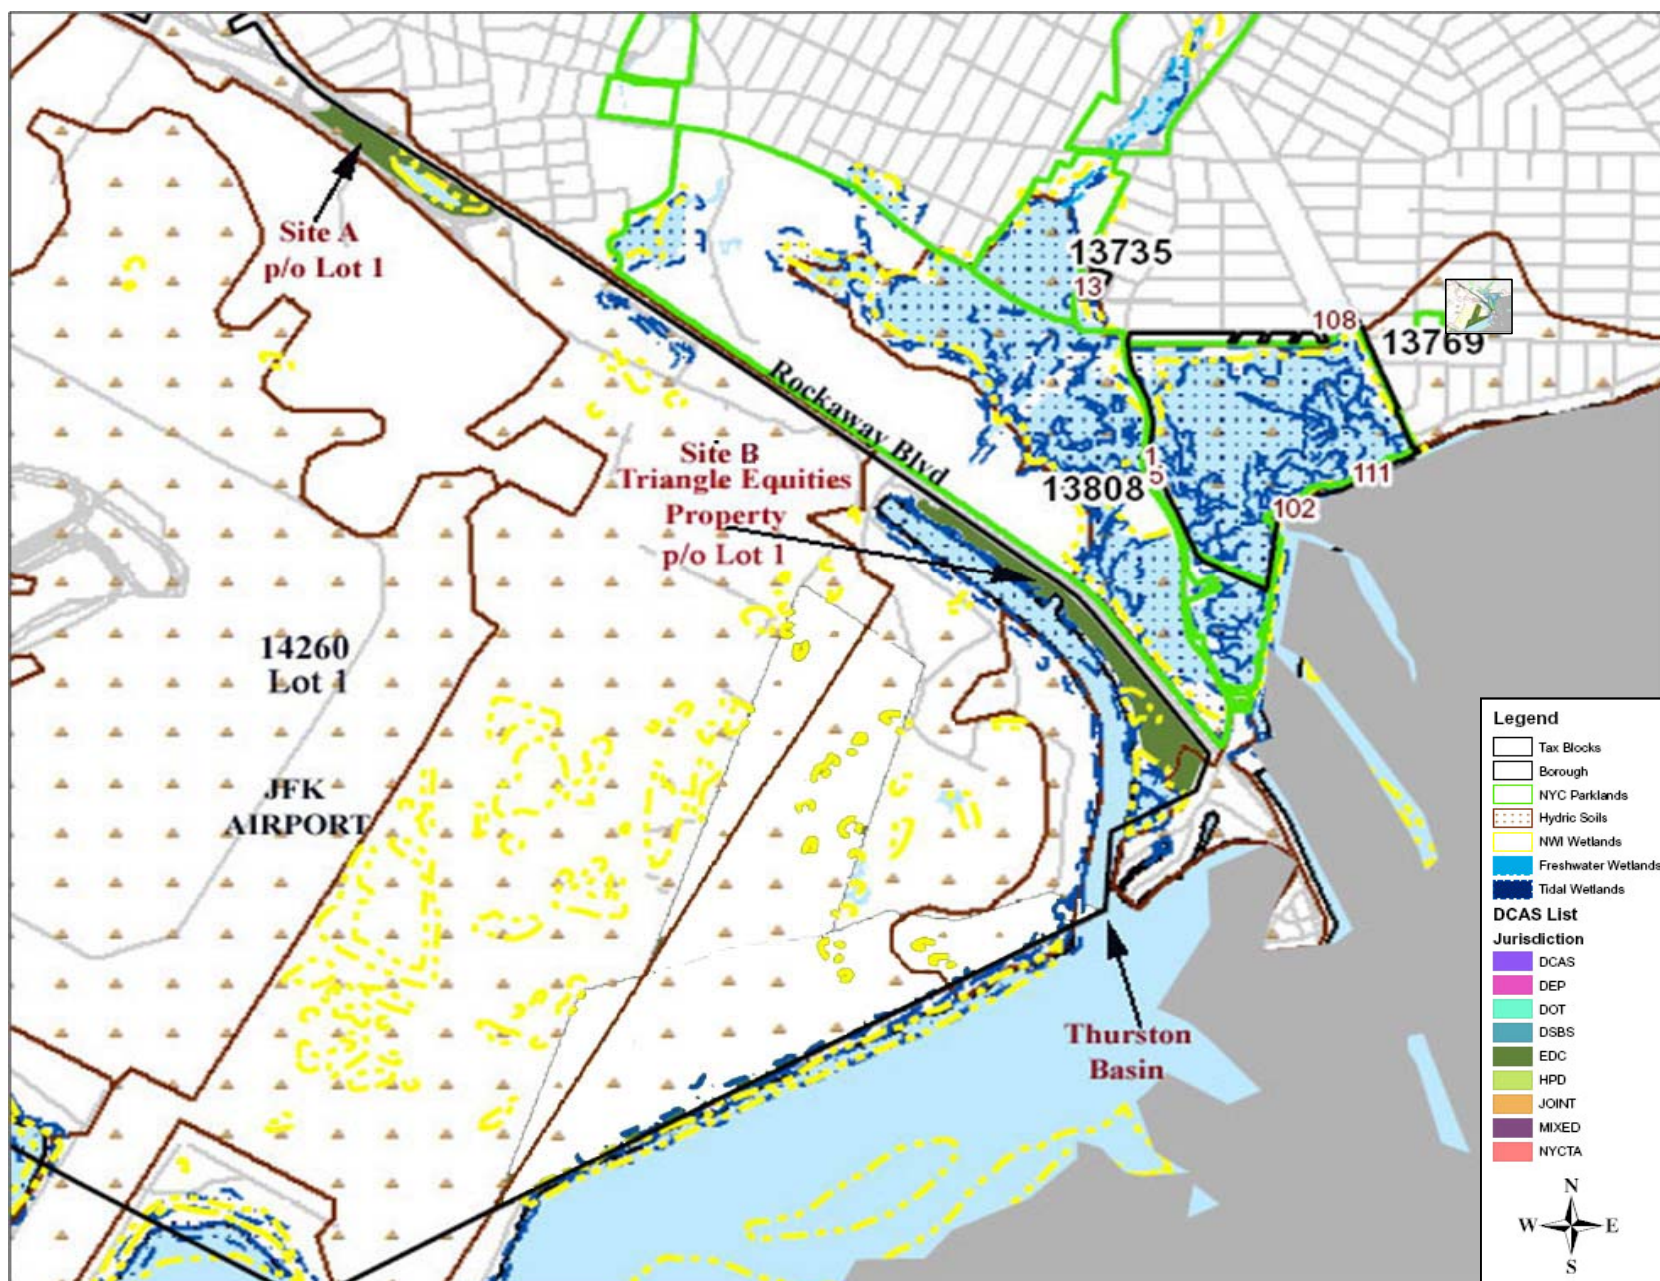 Site A
p/o Lot 1
13735
13
108
13769
Rockaway Blvd
Site B
Triangle Equities
Property
p/o Lot 1
1
5
13808
111
102
14260
Lot 1
JFK
AIRPORT
Thurston
Basin
Legend
Tax Blocks
Borough
NYC Parklands
Hydric Soils
NWI Wetlands
Freshwater Wetlands
Tidal Wetlands
DCAS List
Jurisdiction
DCAS
DEP
DOT
DSBS
EDC
HPD
JOINT
MIXED
NYCTA
N
W E
S